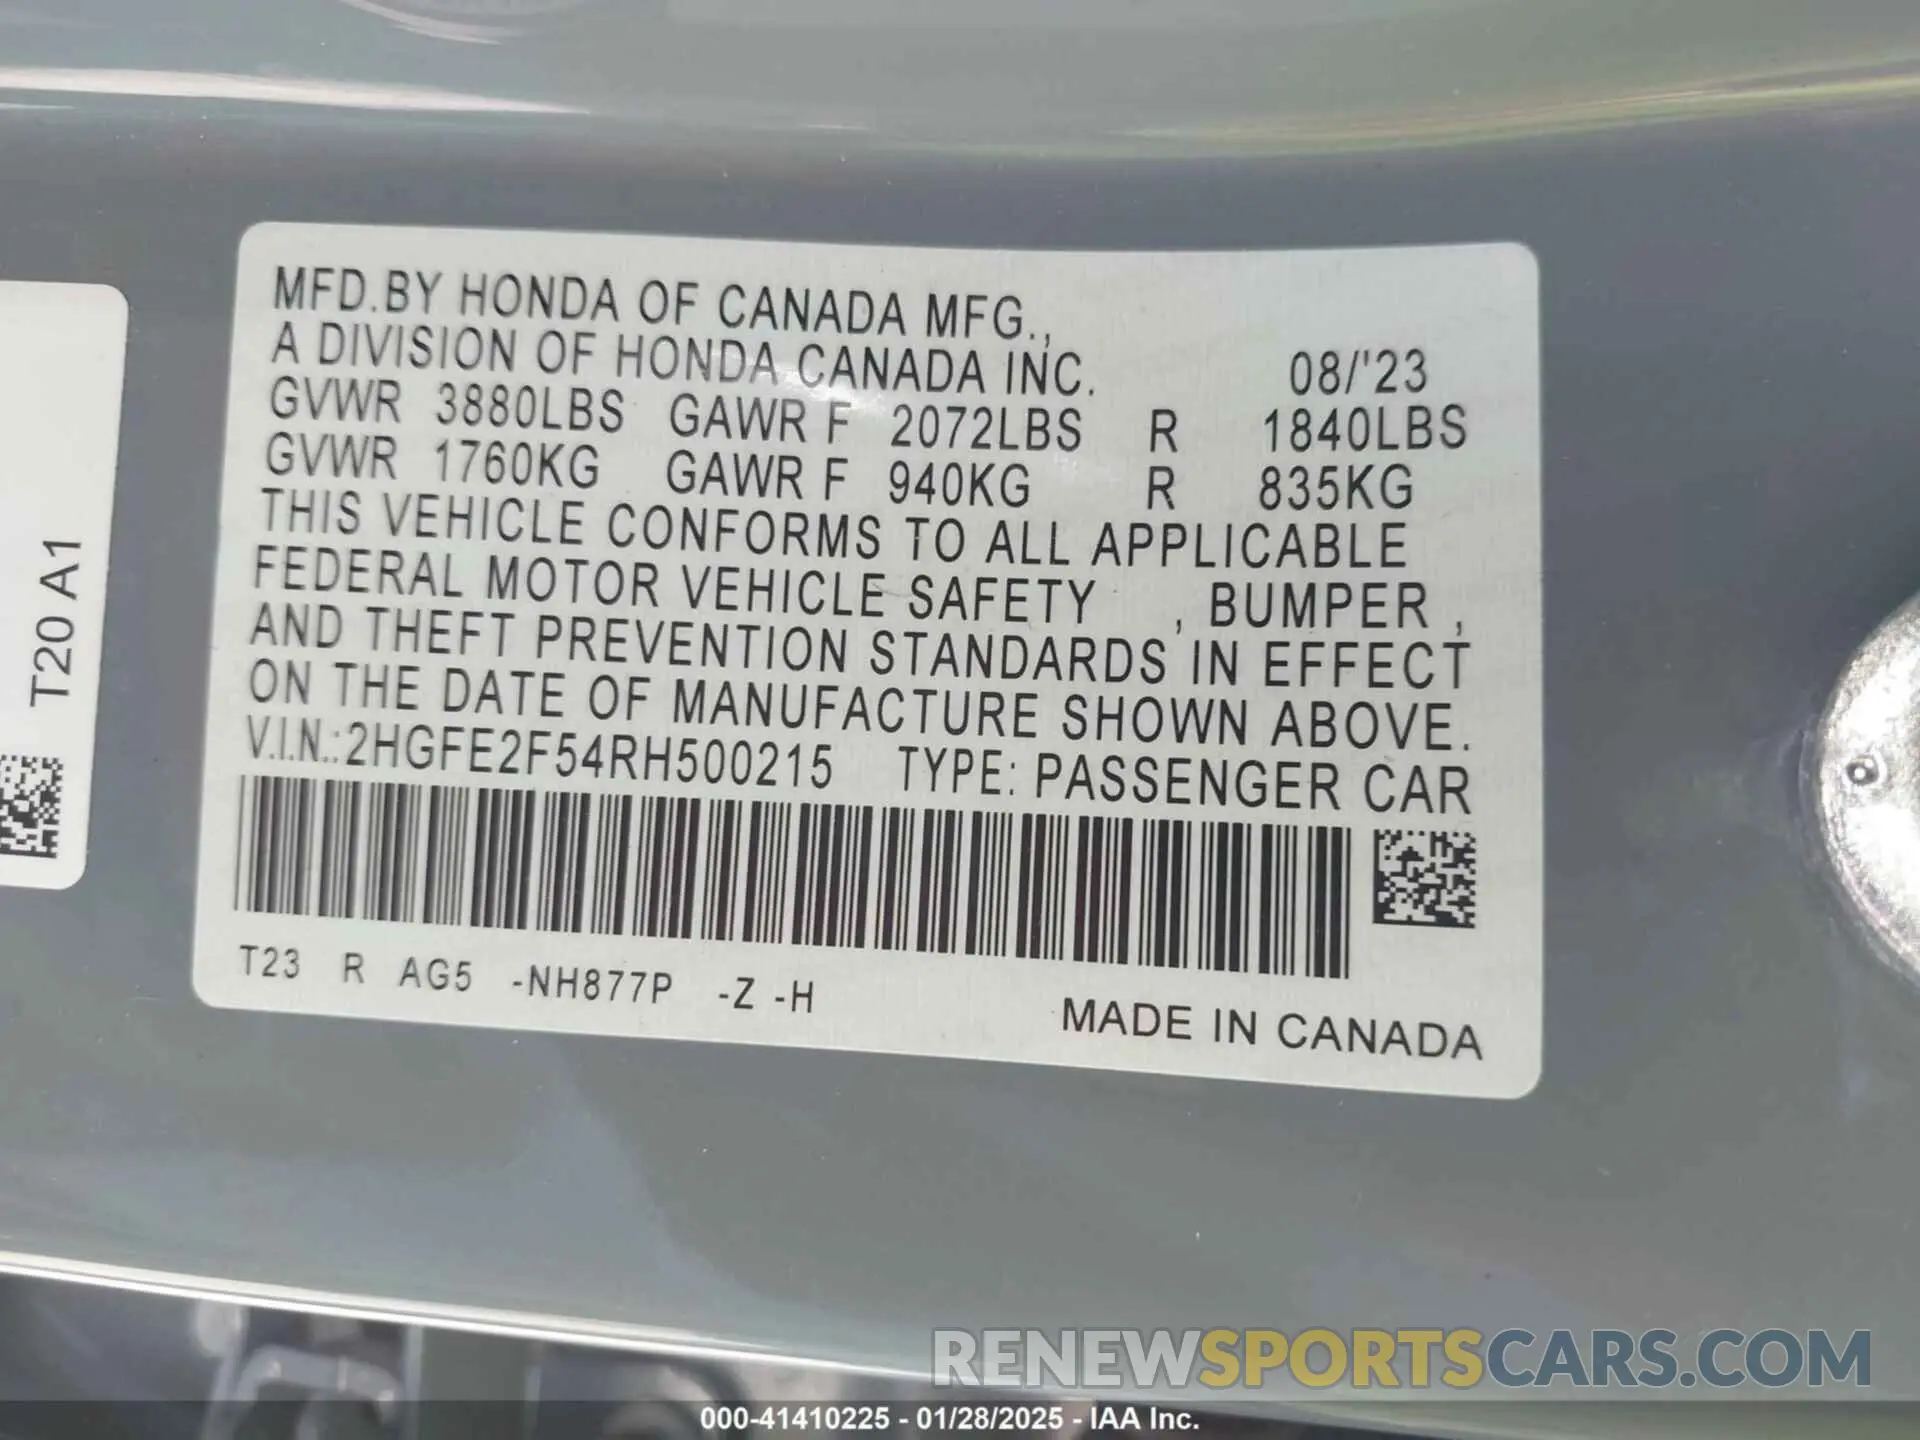 MFD.BY HONDA OF CANADA MFG.,
A DIVISION OF HONDA CANADA INC. 08/'23
GVWR 3880LBS GAWR F 2072LBS R 1840LBS
GVWR 1760KG GAWR F 940KG R 835KG
THIS VEHICLE CONFORMS TO ALL APPLICABLE
FEDERAL MOTOR VEHICLE SAFETY , BUMPER ,
AND THEFT PREVENTION STANDARDS IN EFFECT
ON THE DATE OF MANUFACTURE SHOWN ABOVE.
V.I.N.:2HGFE2F54RH500215 TYPE: PASSENGER CAR
T23 R AG5 -NH877P -Z -H
MADE IN CANADA
T20 A1
RENEWSPORTSCARS.COM
000-41410225 - 01/28/2025 - IAA Inc.